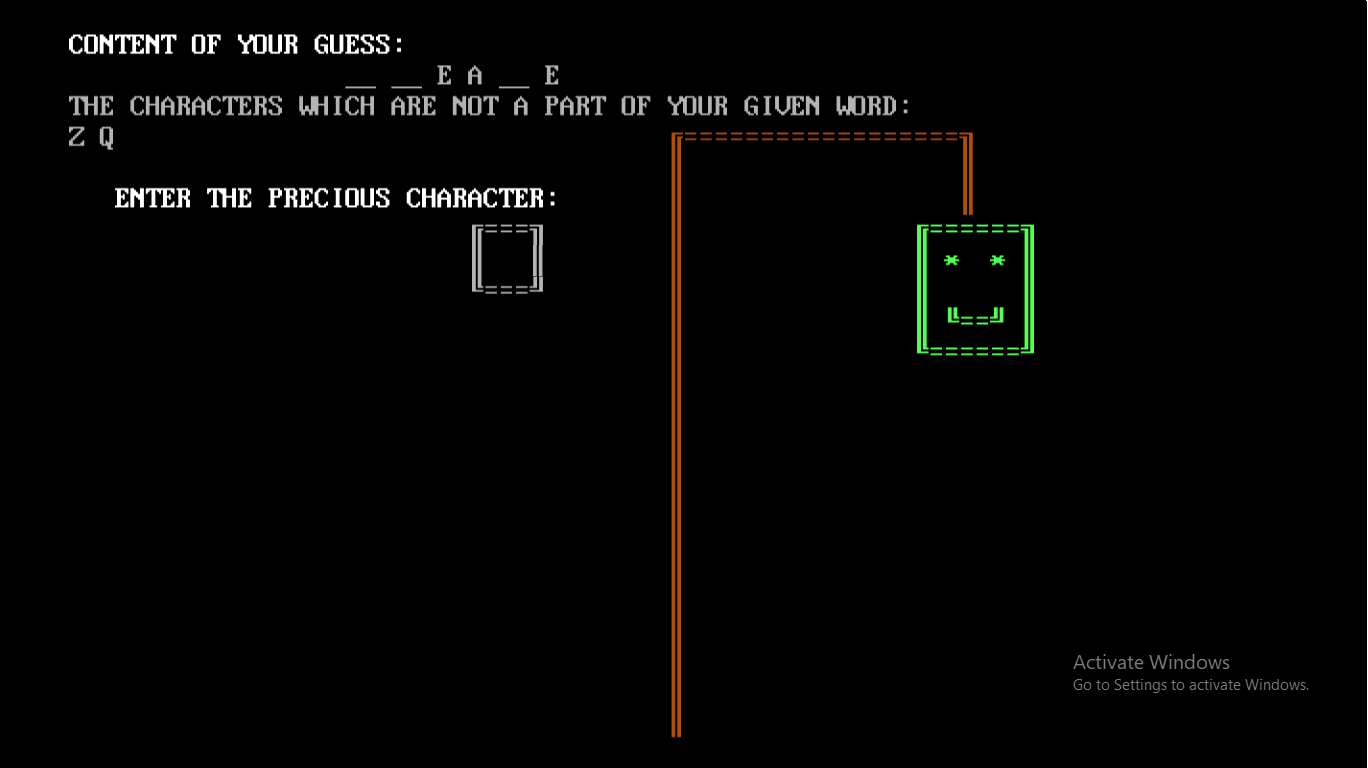 CONTENT OF YOUR GUESS:
__ __ E A __ E
THE CHARACTERS WHICH ARE NOT A PART OF YOUR GIVEN WORD:
Z Q
ENTER THE PRECIOUS CHARACTER:
* *
Activate Windows
Go to Settings to activate Windows.